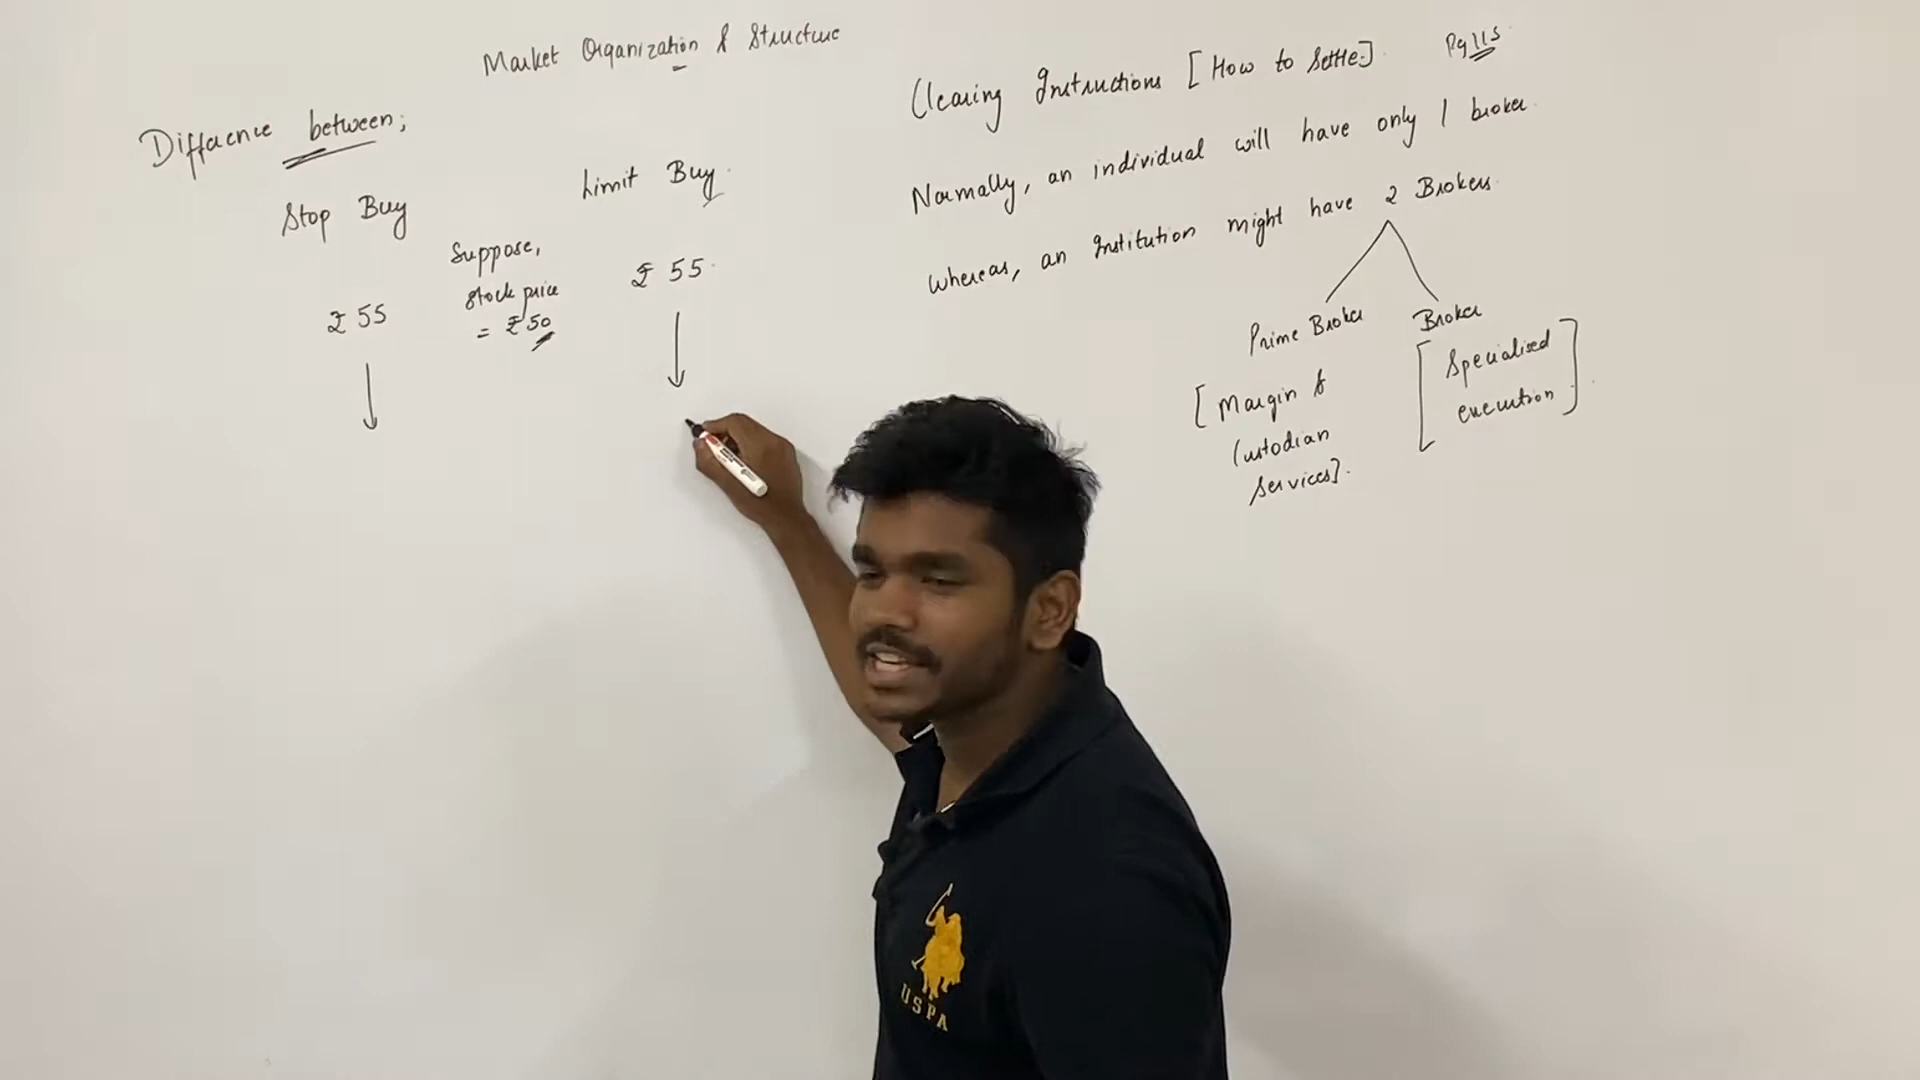 Market Organization & Structure
Difference between;
Stop Buy
Limit Buy
Suppose,
stock price
= ₹50
₹ 55
₹ 55
Clearing Instructions [How to settle]
Pg 115
Normally, an individual will have only 1 broker
whereas, an Institution might have 2 Brokers
Prime Broker
[Margin &
Custodian
Services].
Broker
[Specialised
execution]
USPA